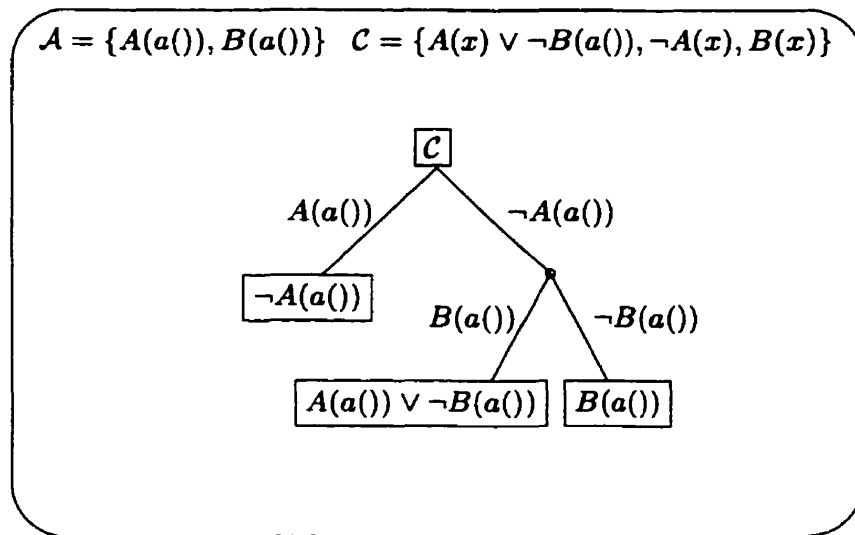 𝒜 = {A(a()), B(a())} 𝒞 = {A(x) ∨ ¬B(a()), ¬A(x), B(x)}
𝒞
A(a()) ¬A(a())
¬A(a())
B(a()) ¬B(a())
A(a()) ∨ ¬B(a()) B(a())